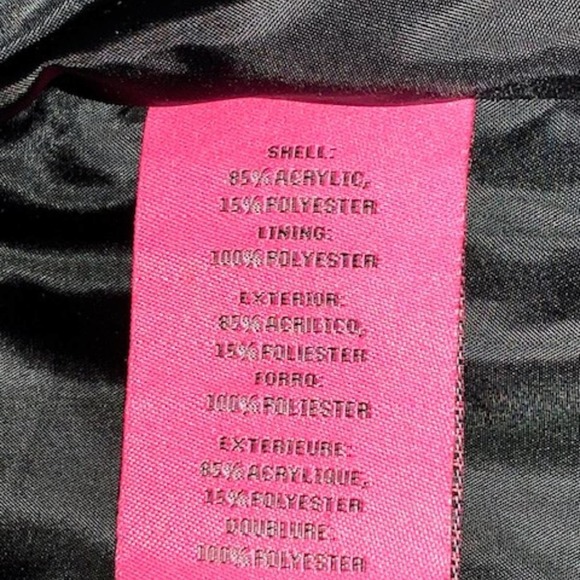 SHELL:
85% ACRYLIC,
15% POLYESTER
LINING:
100% POLYESTER
EXTERIOR:
85% ACRILICO,
15% POLIESTER
FORRO:
100% POLIESTER
EXTERIEURE:
85% ACRYLIQUE,
15% POLYESTER
DOUBLURE:
100% POLYESTER